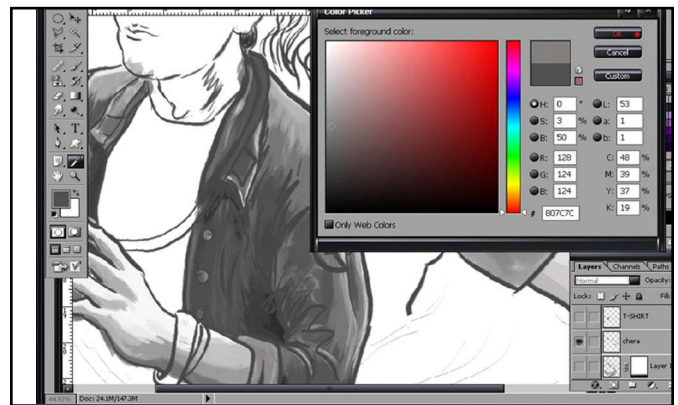 Color Picker
Select foreground color:
OK
Cancel
Custom
H: 0 °
S: 3 %
B: 50 %
R: 128
G: 124
B: 124
L: 53
a: 1
b: 1
C: 48 %
M: 39 %
Y: 37 %
K: 19 %
# 807C7C
Only Web Colors
Layers Channels Paths
Normal Opacity:
Lock: Fill:
T-SHIRT
chera
Layer
Doc: 24.1M/147.3M